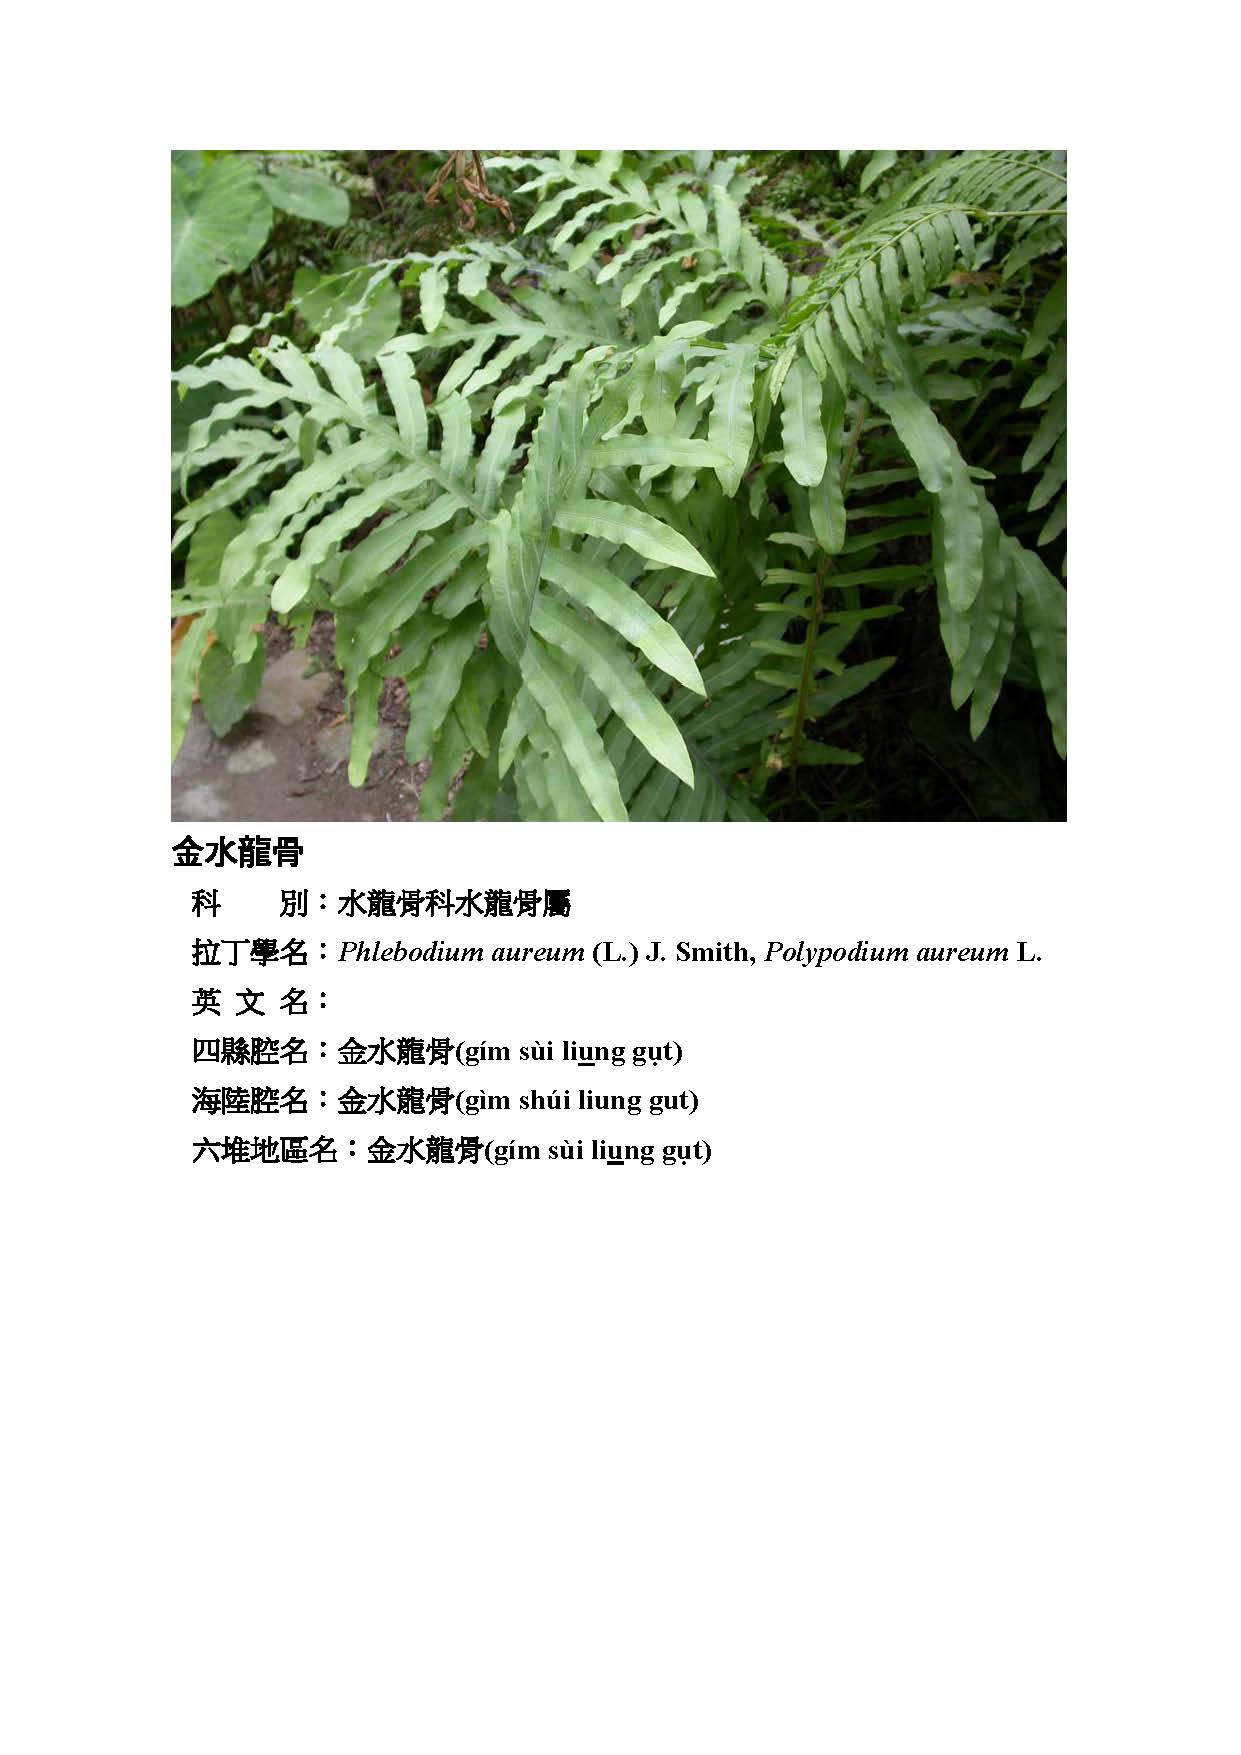 金水龍骨
科　　別：水龍骨科水龍骨屬
拉丁學名：Phlebodium aureum (L.) J. Smith, Polypodium aureum L.
英 文 名：
四縣腔名：金水龍骨(gím sùi liu̲ng gụt)
海陸腔名：金水龍骨(gìm shúi liung gut)
六堆地區名：金水龍骨(gím sùi liu̲ng gụt)